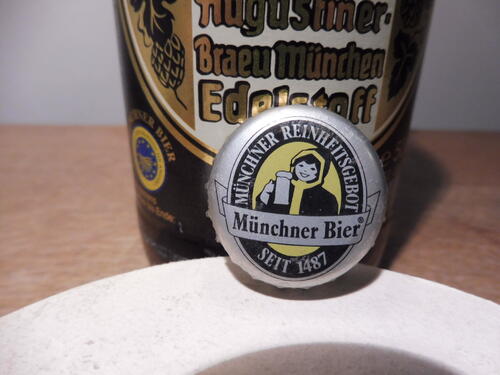 Augustiner-
Braeu München
Edelstoff
MÜNCHNER REINHEITSGEBOT
Münchner Bier®
SEIT 1487